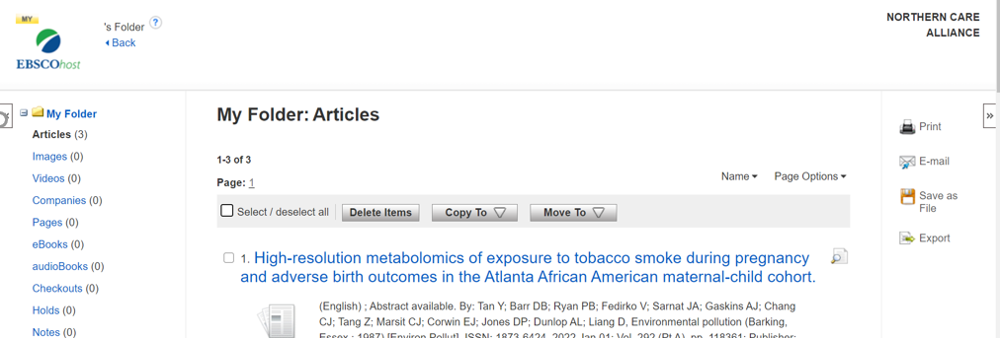 MY
EBSCOhost
's Folder ?
Back
NORTHERN CARE
ALLIANCE
My Folder
Articles (3)
Images (0)
Videos (0)
Companies (0)
Pages (0)
eBooks (0)
audioBooks (0)
Checkouts (0)
Holds (0)
Notes (0)
My Folder: Articles
1-3 of 3
Page: 1
Name Page Options
Select / deselect all Delete Items Copy To Move To
1. High-resolution metabolomics of exposure to tobacco smoke during pregnancy
and adverse birth outcomes in the Atlanta African American maternal-child cohort.
(English) ; Abstract available. By: Tan Y; Barr DB; Ryan PB; Fedirko V; Sarnat JA; Gaskins AJ; Chang
CJ; Tang Z; Marsit CJ; Corwin EJ; Jones DP; Dunlop AL; Liang D, Environmental pollution (Barking,
Essex : 1987) [Environ Pollut], ISSN: 1873-6424, 2022 Jan 01; Vol. 292 (Pt A), pp. 118361; Publisher:
»
Print
E-mail
Save as
File
Export